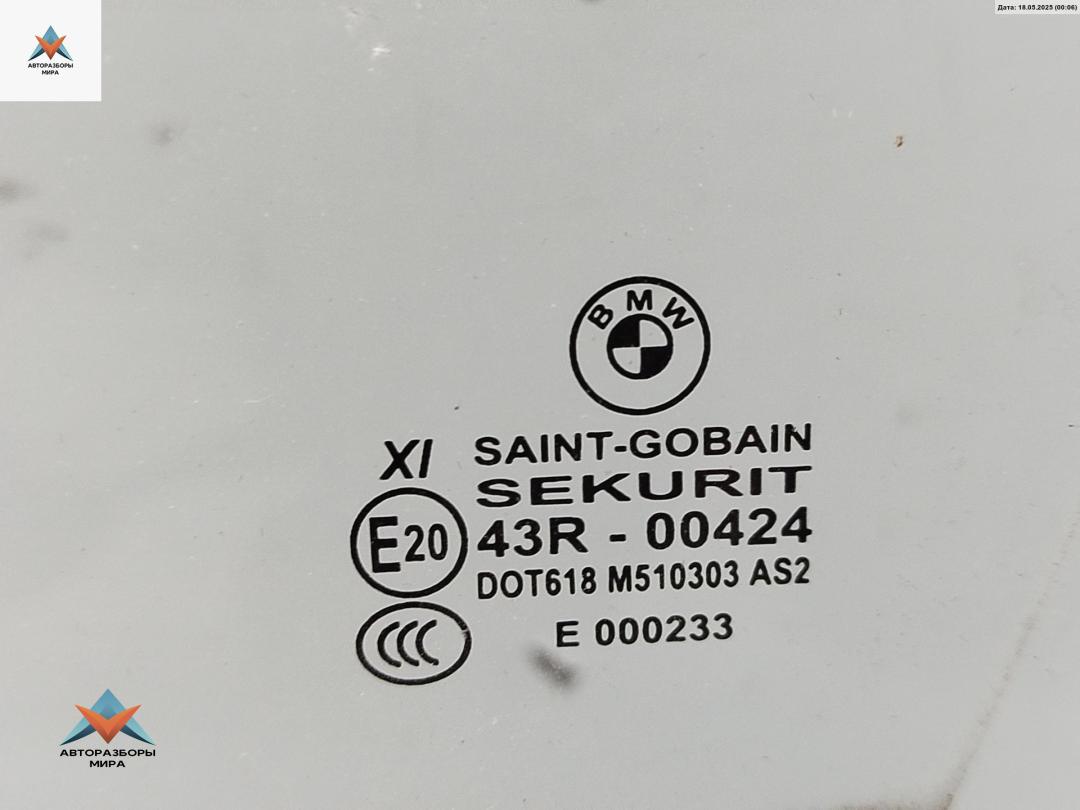 Дата: 18.05.2025 (00:06)
АВТОРАЗБОРЫ
МИРА
BMW
XI
SAINT-GOBAIN
SEKURIT
E20
43R - 00424
DOT618 M510303 AS2
CCC
E 000233
АВТОРАЗБОРЫ
МИРА